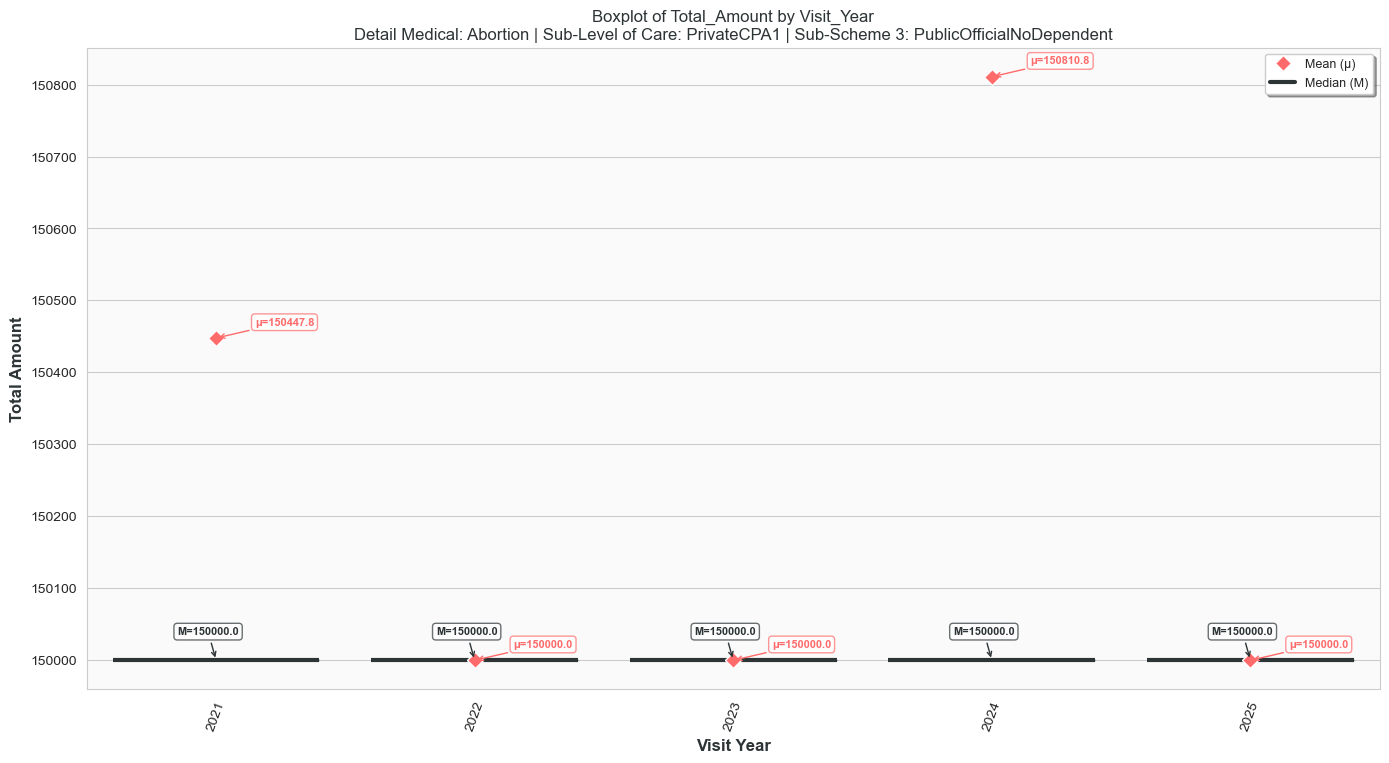 Boxplot of Total_Amount by Visit_Year
Detail Medical: Abortion | Sub-Level of Care: PrivateCPA1 | Sub-Scheme 3: PublicOfficialNoDependent
Mean (μ)
Median (M)
Total Amount
150800
150700
150600
150500
150400
150300
150200
150100
150000
μ=150447.8
μ=150810.8
M=150000.0
M=150000.0
μ=150000.0
M=150000.0
μ=150000.0
M=150000.0
M=150000.0
μ=150000.0
2021
2022
2023
2024
2025
Visit Year